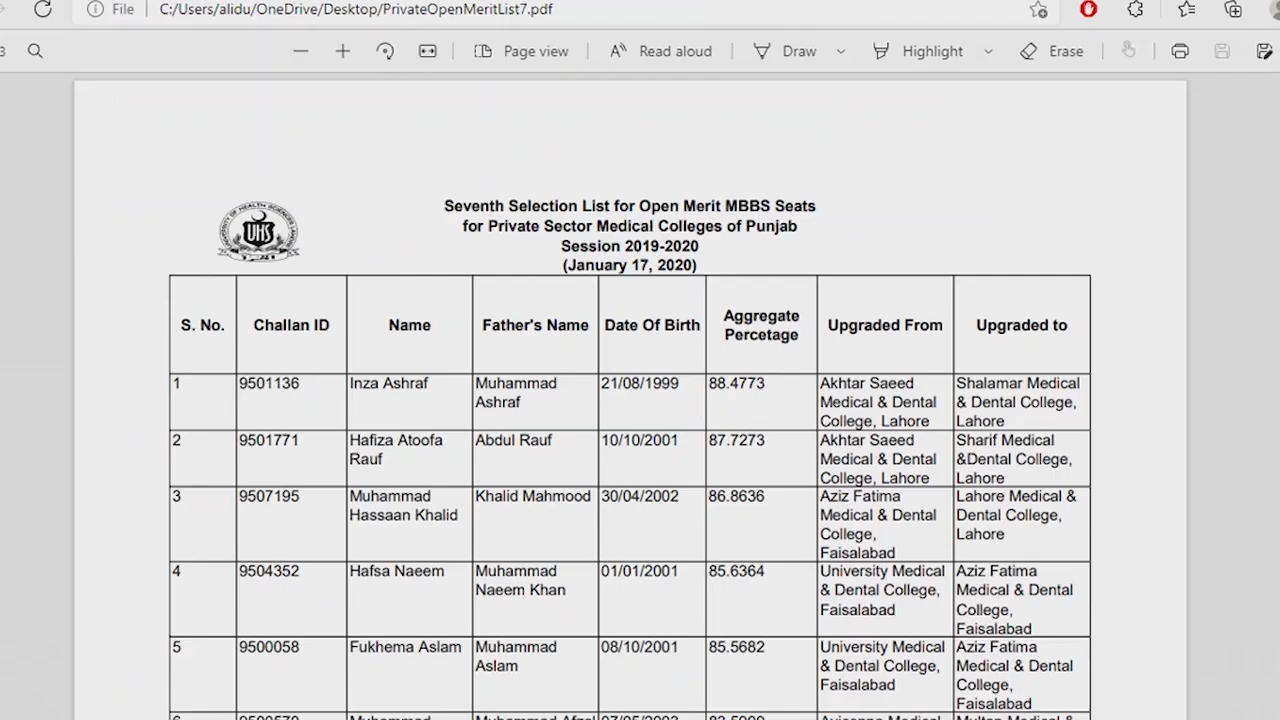 File C:/Users/alidu/OneDrive/Desktop/PrivateOpenMeritList7.pdf
3 Page view Read aloud Draw Highlight Erase
Seventh Selection List for Open Merit MBBS Seats
for Private Sector Medical Colleges of Punjab
Session 2019-2020
(January 17, 2020)
UHS
S. No. Challan ID Name Father's Name Date Of Birth Aggregate Percetage Upgraded From Upgraded to
1 9501136 Inza Ashraf Muhammad 21/08/1999 88.4773 Akhtar Saeed Shalamar Medical
Ashraf Medical & Dental & Dental College,
College, Lahore Lahore
2 9501771 Hafiza Atoofa Abdul Rauf 10/10/2001 87.7273 Akhtar Saeed Sharif Medical
Rauf Medical & Dental &Dental College,
College, Lahore Lahore
3 9507195 Muhammad Khalid Mahmood 30/04/2002 86.8636 Aziz Fatima Lahore Medical &
Hassaan Khalid Medical & Dental Dental College,
College, Lahore
Faisalabad
4 9504352 Hafsa Naeem Muhammad 01/01/2001 85.6364 University Medical Aziz Fatima
Naeem Khan & Dental College, Medical & Dental
Faisalabad College,
Faisalabad
5 9500058 Fukhema Aslam Muhammad 08/10/2001 85.5682 University Medical Aziz Fatima
Aslam & Dental College, Medical & Dental
Faisalabad College,
Faisalabad